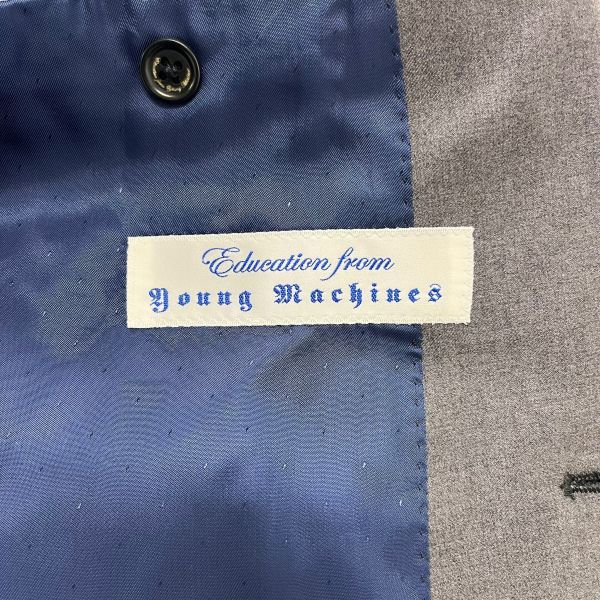 Education from
Young Machines